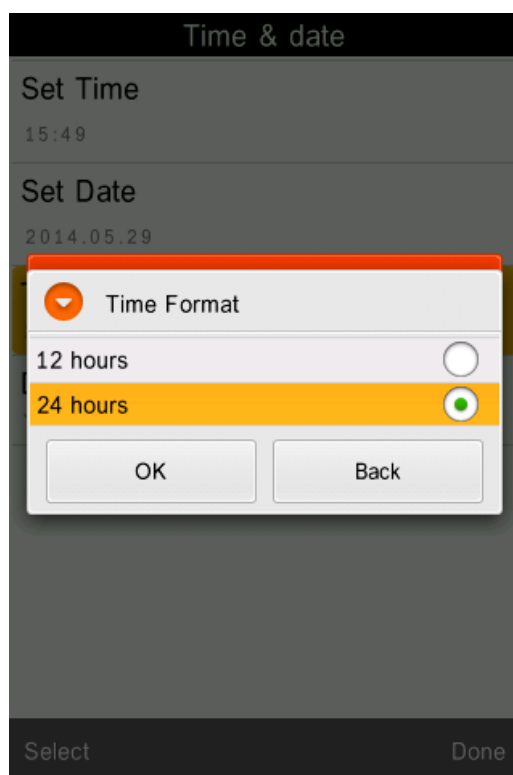 Time & date
Set Time
15:49
Set Date
2014.05.29
Time Format
12 hours
24 hours
OK
Back
Select
Done